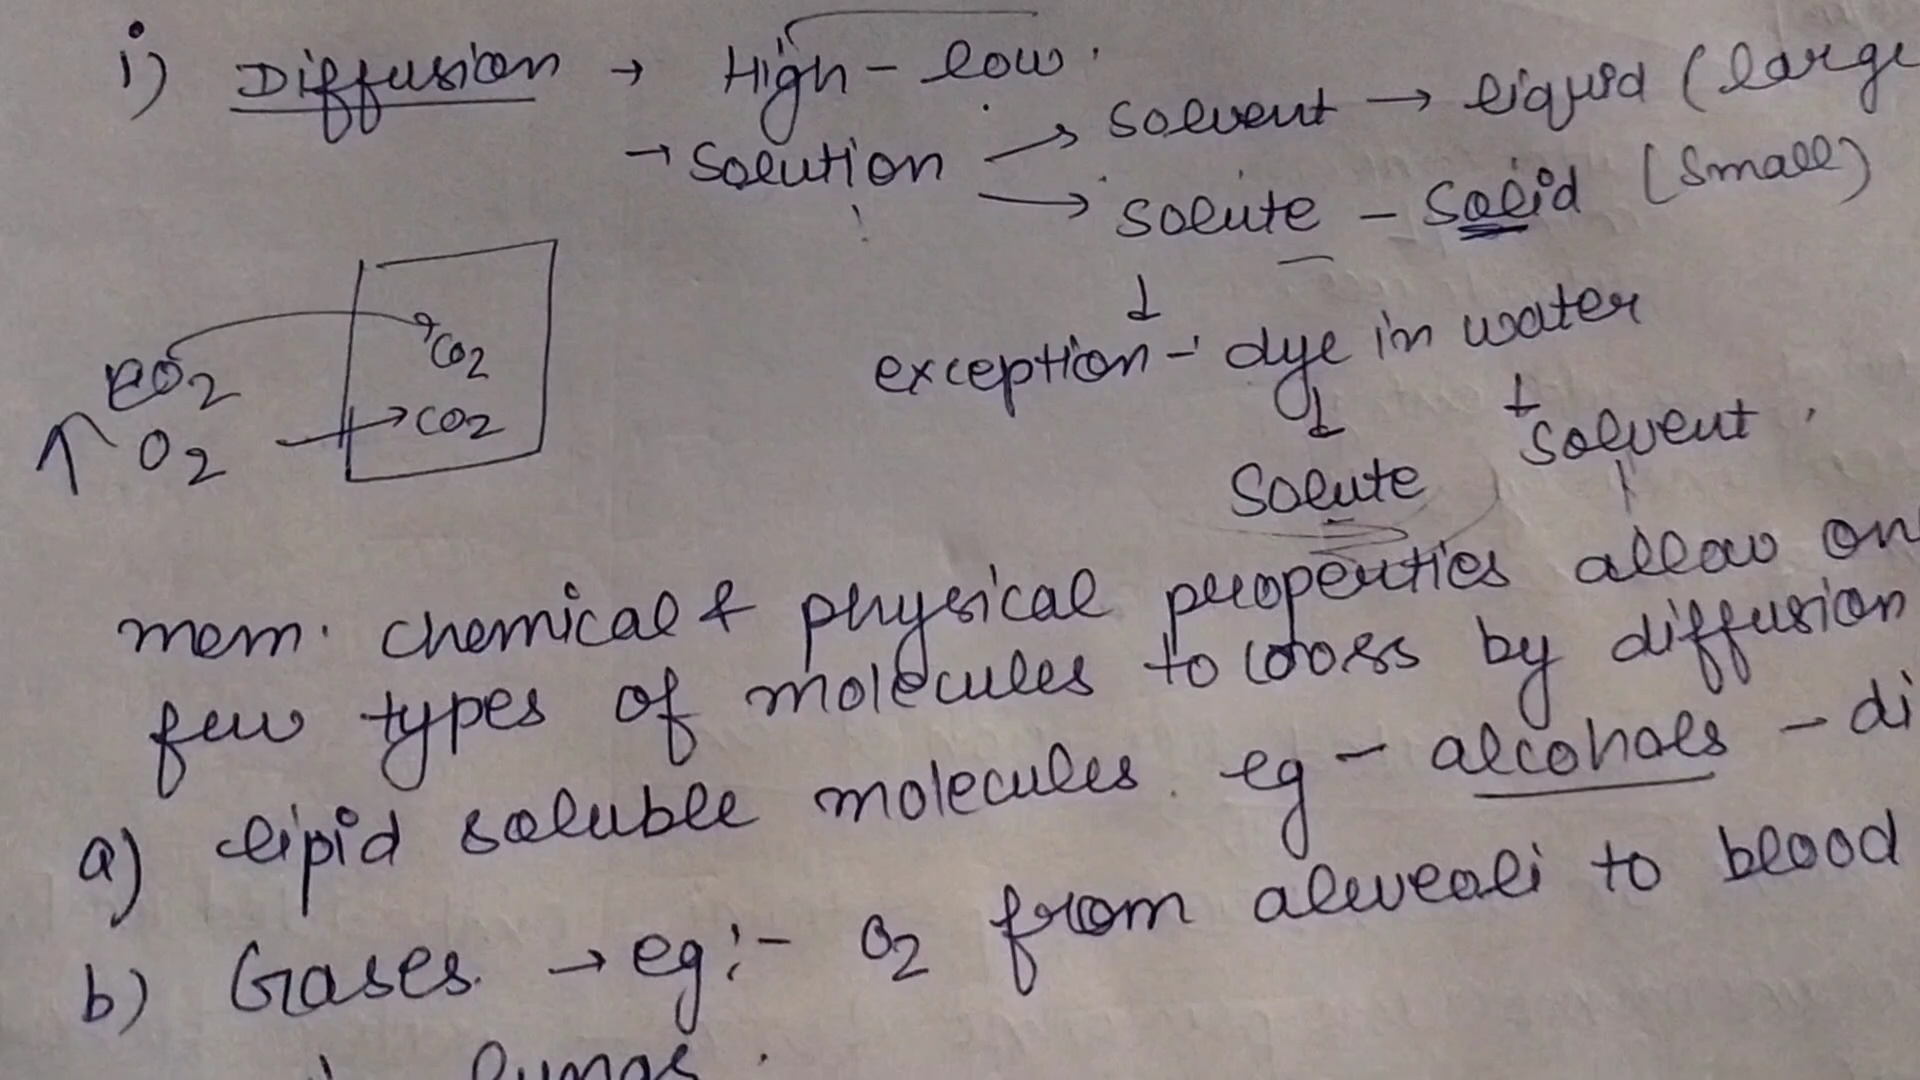 i) Diffusion → High - low.
→ Solution → solvent → liquid (large
→ solute - solid (small)
exception - dye in water
↓ solute ↓ solvent.
CO2 CO2
↑ O2 → CO2
mem. chemical & physical properties allow on
few types of molecules to cross by diffusion
a) lipid soluble molecules. eg - alcohols - di
b) Gases. → eg:- O2 from alveoli to blood
lungs.